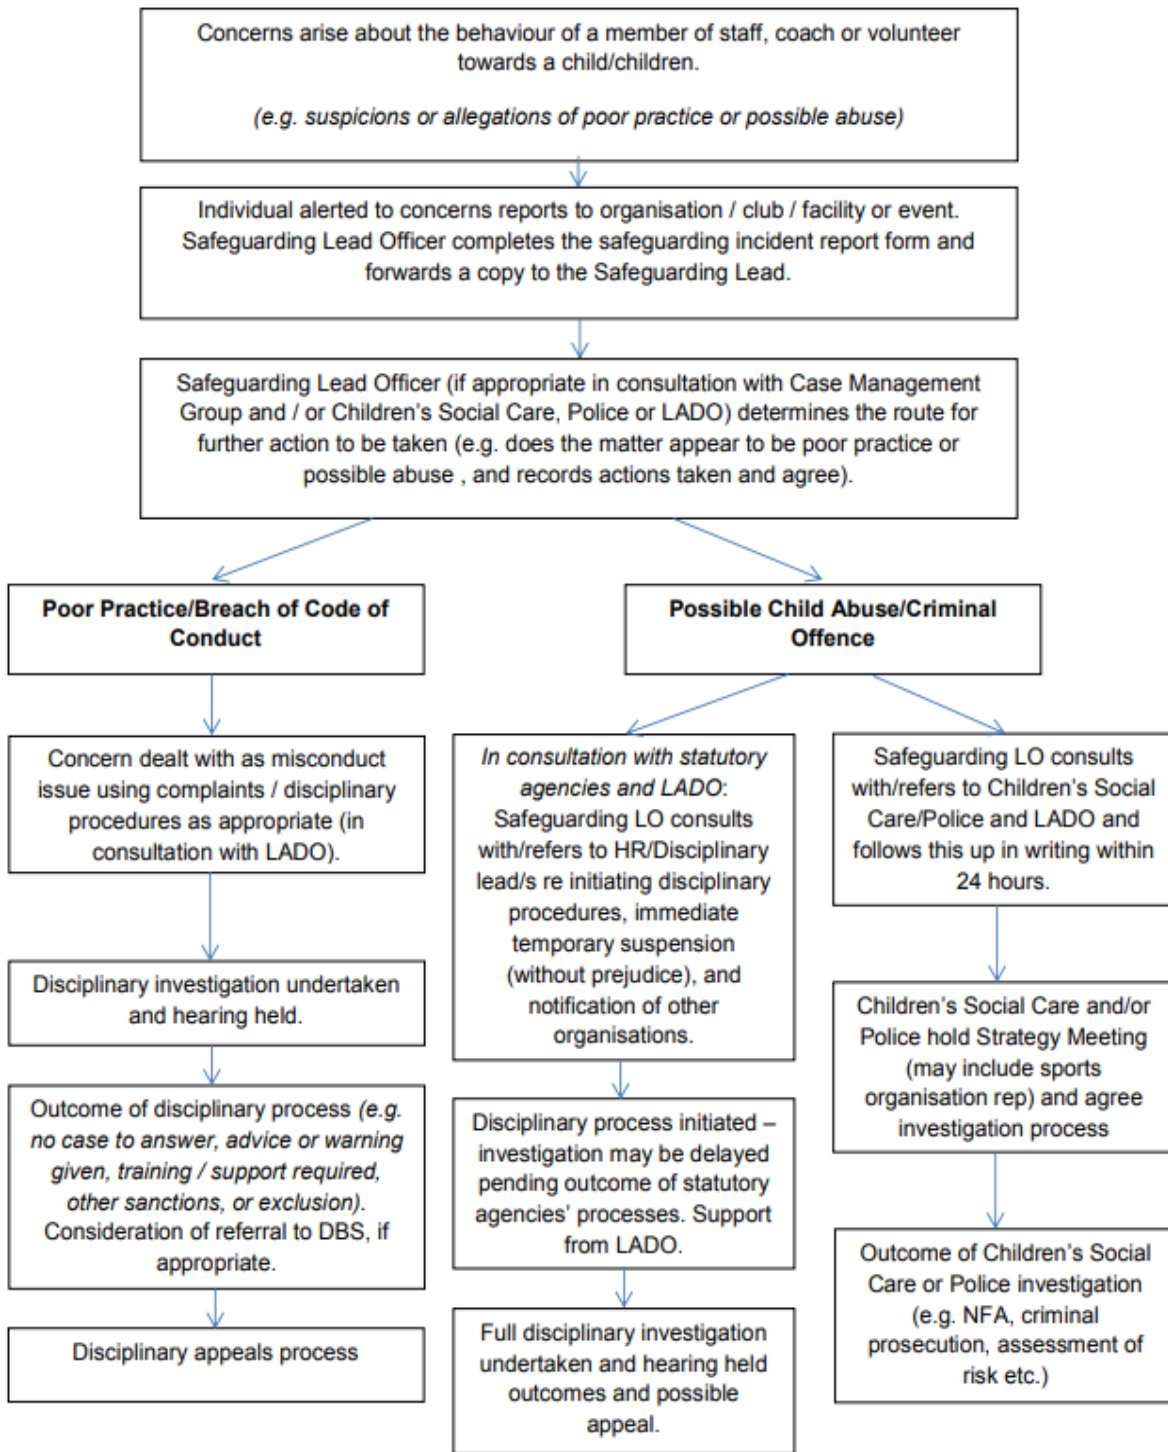 Concerns arise about the behaviour of a member of staff, coach or volunteer
towards a child/children.
(e.g. suspicions or allegations of poor practice or possible abuse)
Individual alerted to concerns reports to organisation / club / facility or event.
Safeguarding Lead Officer completes the safeguarding incident report form and
forwards a copy to the Safeguarding Lead.
Safeguarding Lead Officer (if appropriate in consultation with Case Management
Group and / or Children's Social Care, Police or LADO) determines the route for
further action to be taken (e.g. does the matter appear to be poor practice or
possible abuse , and records actions taken and agree).
Poor Practice/Breach of Code of
Conduct
Concern dealt with as misconduct
issue using complaints / disciplinary
procedures as appropriate (in
consultation with LADO).
Disciplinary investigation undertaken
and hearing held.
Outcome of disciplinary process (e.g.
no case to answer, advice or warning
given, training / support required,
other sanctions, or exclusion).
Consideration of referral to DBS, if
appropriate.
Disciplinary appeals process
Possible Child Abuse/Criminal
Offence
In consultation with statutory
agencies and LADO:
Safeguarding LO consults
with/refers to HR/Disciplinary
lead/s re initiating disciplinary
procedures, immediate
temporary suspension
(without prejudice), and
notification of other
organisations.
Disciplinary process initiated –
investigation may be delayed
pending outcome of statutory
agencies' processes. Support
from LADO.
Full disciplinary investigation
undertaken and hearing held
outcomes and possible
appeal.
Safeguarding LO consults
with/refers to Children's Social
Care/Police and LADO and
follows this up in writing within
24 hours.
Children's Social Care and/or
Police hold Strategy Meeting
(may include sports
organisation rep) and agree
investigation process
Outcome of Children's Social
Care or Police investigation
(e.g. NFA, criminal
prosecution, assessment of
risk etc.)